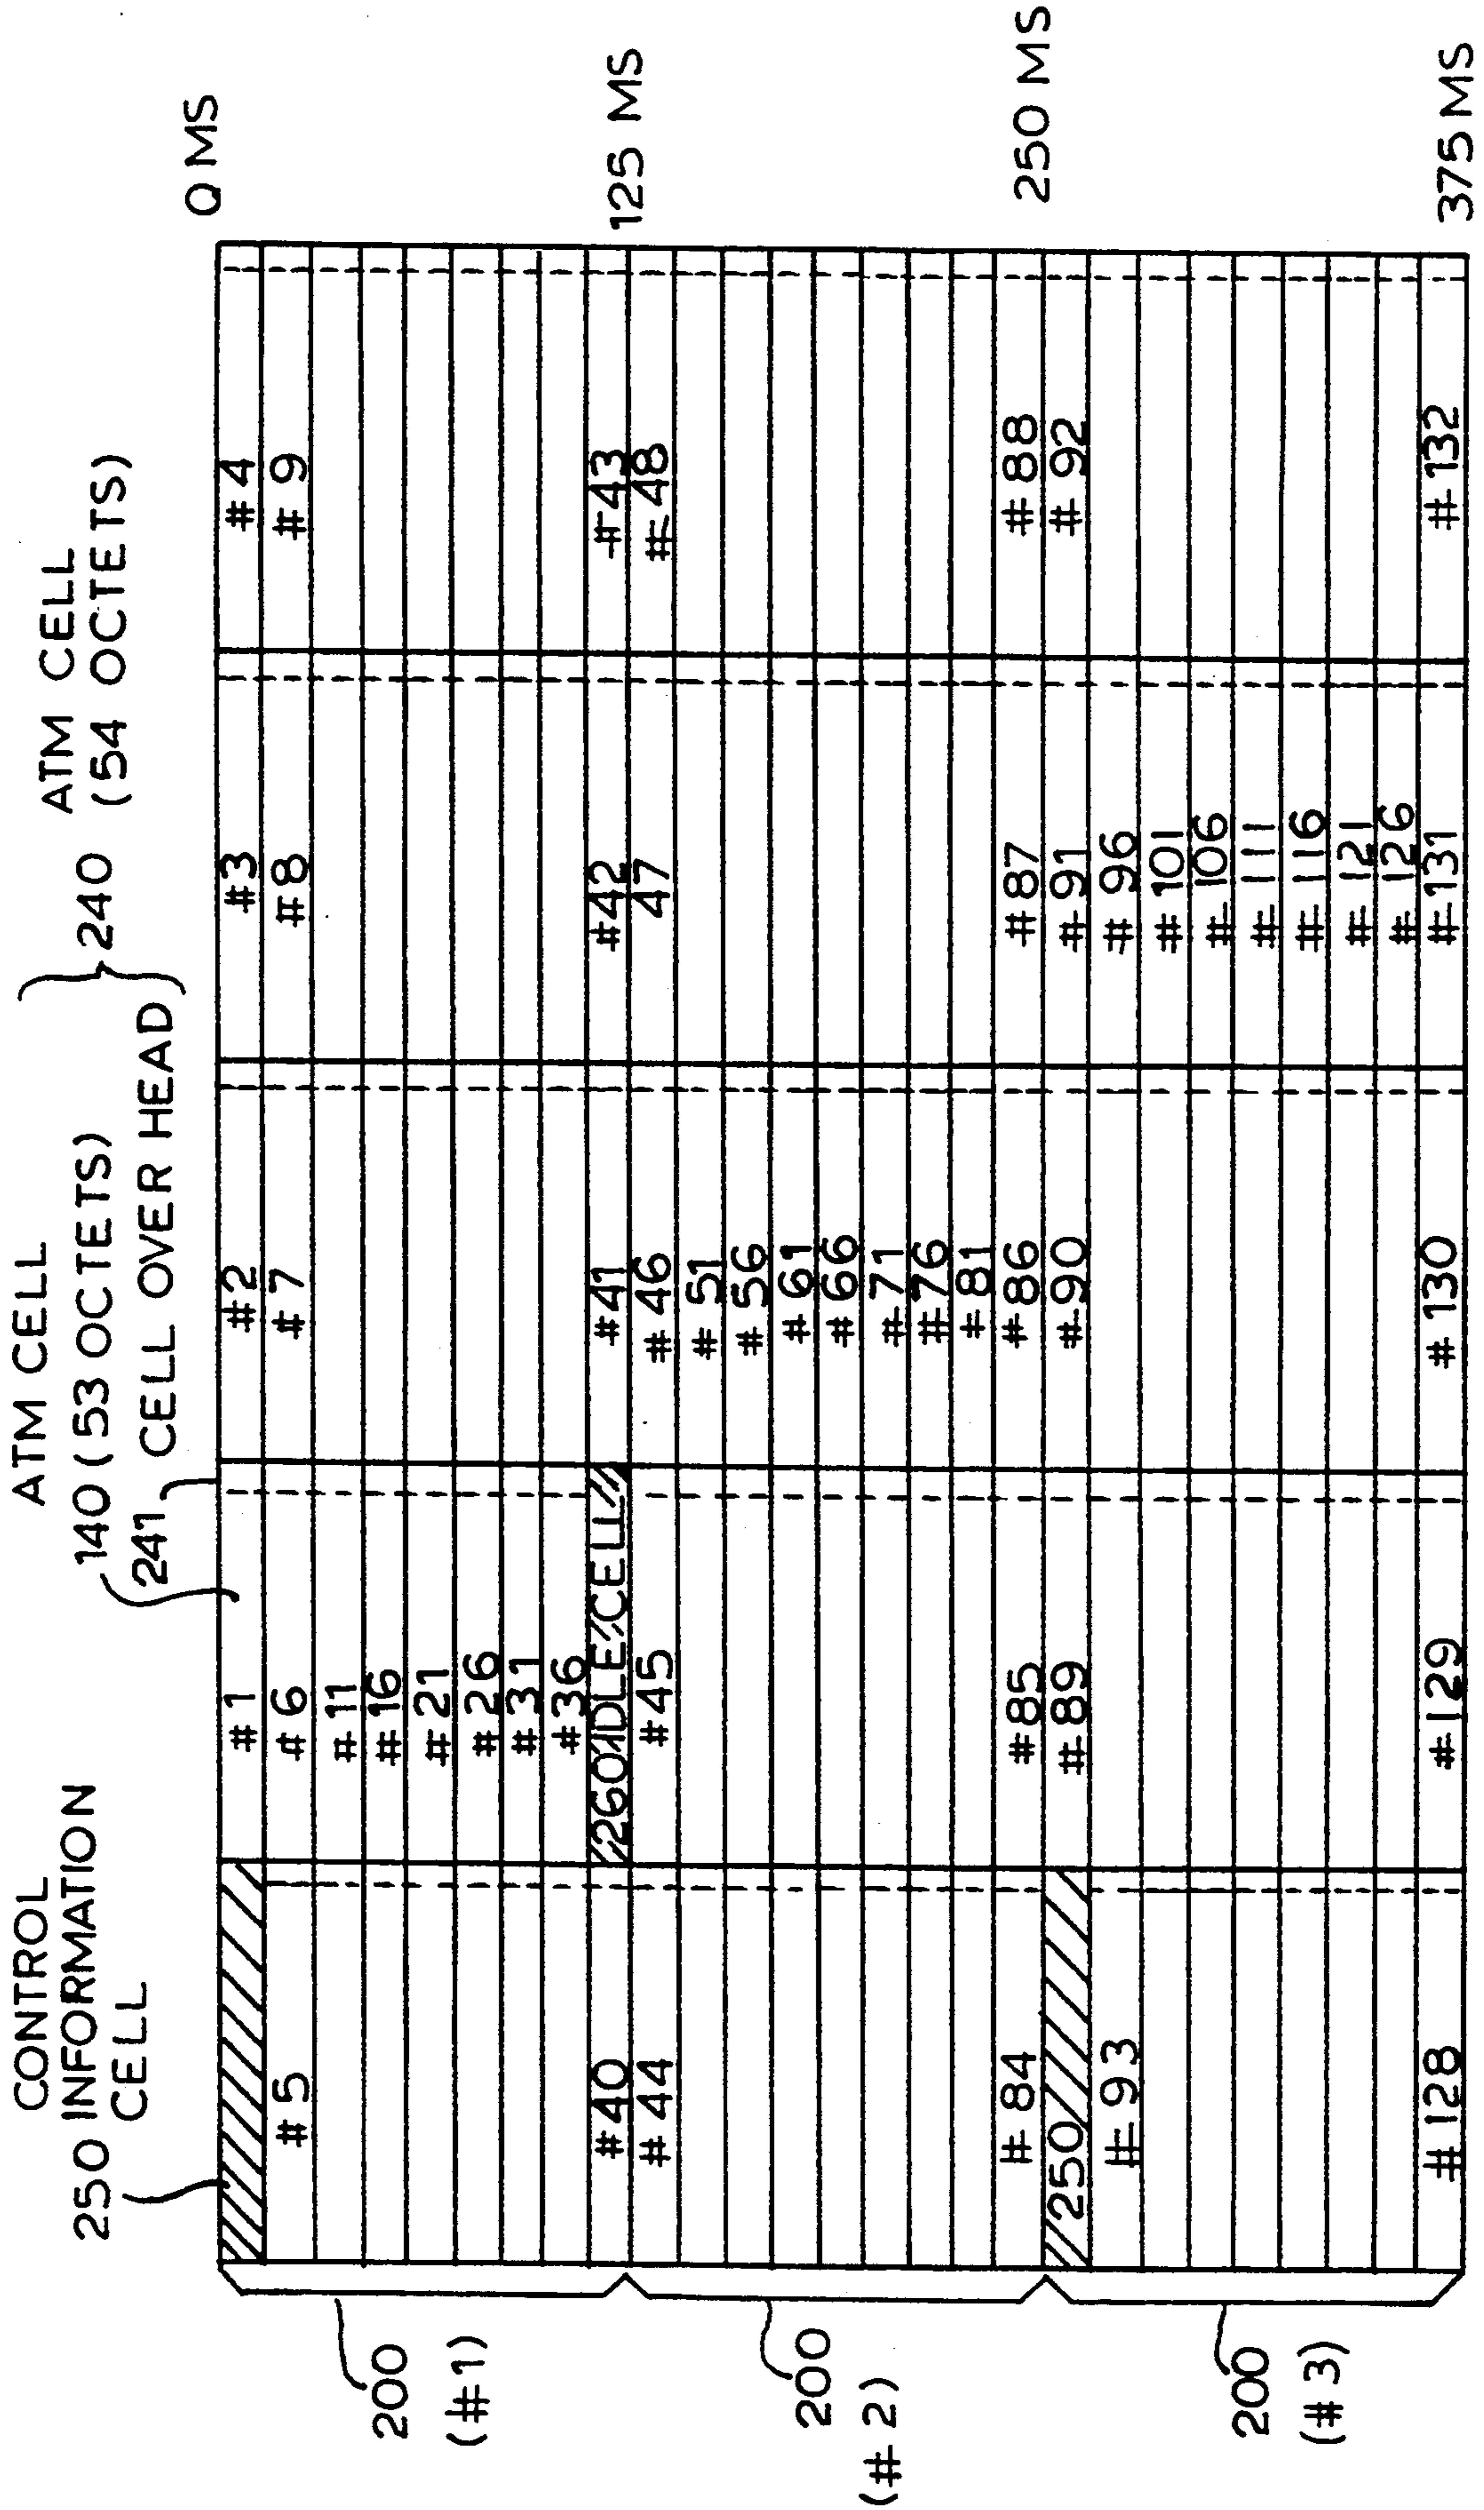 CONTROL
250 INFORMATION
CELL
ATM CELL
140 (53 OCTETS)
241 CELL OVER HEAD
240
ATM CELL
(54 OCTETS)
0 MS
#1 #2 #3 #4
#5 #6 #7 #8 #9
#11
#16
#21
#26
#31
#36
#40 260 IDLE CELL #41 #42 #43
125 MS
#44 #45 #46 47 #48
#51
#56
#61
#66
#71
#76
#81
#84 #85 #86 #87 #88
250 MS
250 #89 #90 #91 #92
#93 #96
#101
#106
#111
#116
#121
#126
#128 #129 #130 #131 #132
375 MS
200
(#1)
200
(#2)
200
(#3)